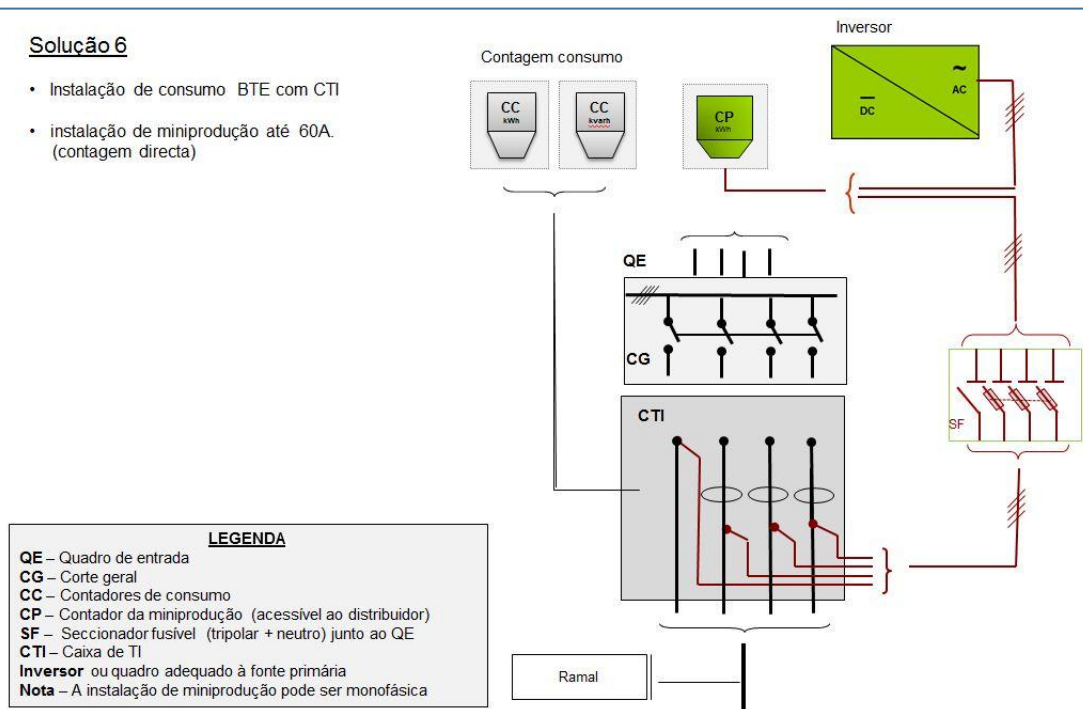 Solução 6
• Instalação de consumo BTE com CTI
• instalação de miniprodução até 60A.
(contagem directa)
Contagem consumo
CC
kWh
CC
kvarh
CP
kWh
Inversor
~
AC
DC
QE
CG
CTI
SF
Ramal
LEGENDA
QE – Quadro de entrada
CG – Corte geral
CC – Contadores de consumo
CP – Contador da miniprodução (acessível ao distribuidor)
SF – Seccionador fusível (tripolar + neutro) junto ao QE
CTI – Caixa de TI
Inversor ou quadro adequado à fonte primária
Nota – A instalação de miniprodução pode ser monofásica